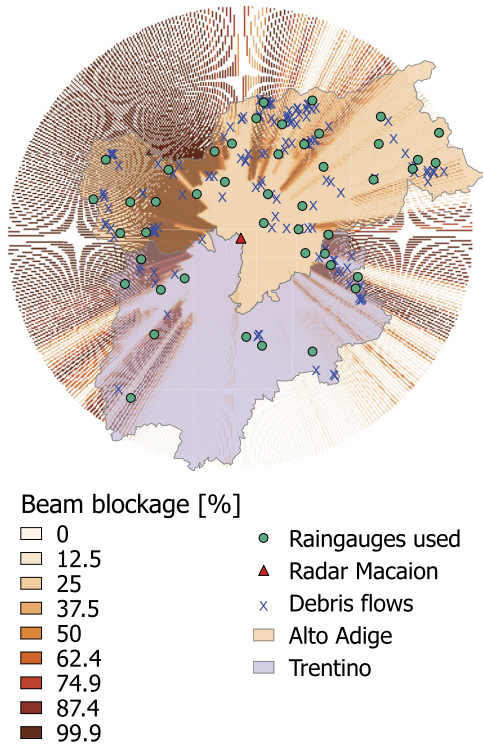 Beam blockage [%]
0
12.5
25
37.5
50
62.4
74.9
87.4
99.9
Raingauges used
Radar Macaion
Debris flows
Alto Adige
Trentino